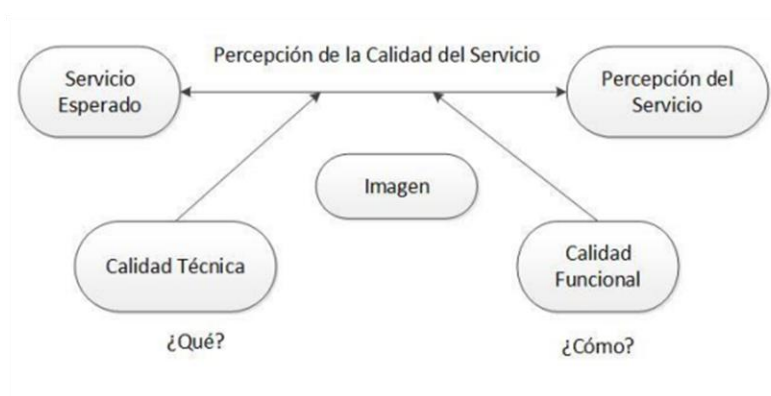 Percepción de la Calidad del Servicio
Servicio
Esperado
Percepción del
Servicio
Imagen
Calidad Técnica
Calidad
Funcional
¿Qué?
¿Cómo?